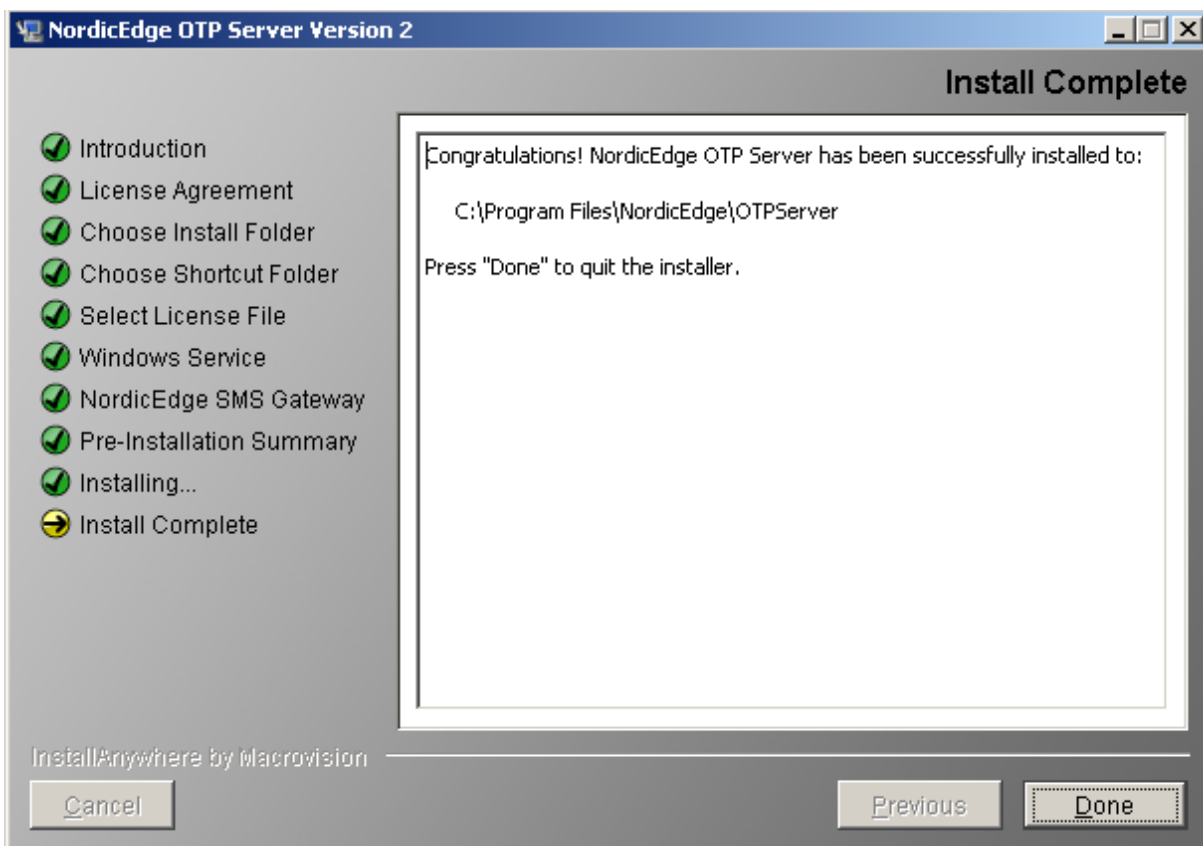 NordicEdge OTP Server Version 2
Install Complete
Introduction
License Agreement
Choose Install Folder
Choose Shortcut Folder
Select License File
Windows Service
NordicEdge SMS Gateway
Pre-Installation Summary
Installing...
Install Complete
Congratulations! NordicEdge OTP Server has been successfully installed to:
C:\Program Files\NordicEdge\OTPServer
Press "Done" to quit the installer.
InstallAnywhere by Macrovision
Cancel
Previous
Done